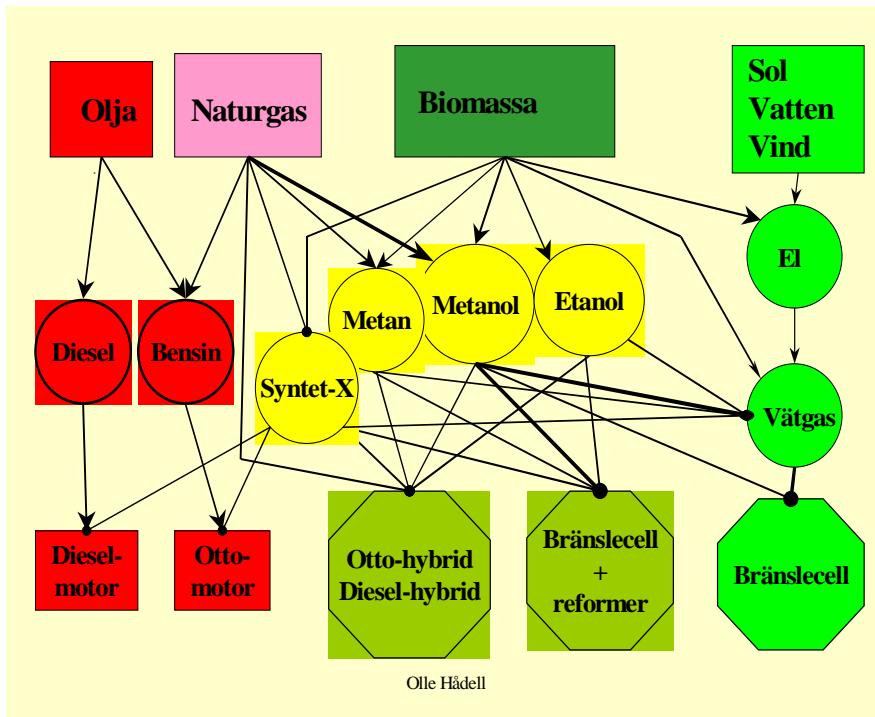 Olja
Naturgas
Biomassa
Sol
Vatten
Vind
El
Diesel
Bensin
Syntet-X
Metan
Metanol
Etanol
Vätgas
Diesel-
motor
Otto-
motor
Otto-hybrid
Diesel-hybrid
Bränslecell
+
reformer
Bränslecell
Olle Hådell